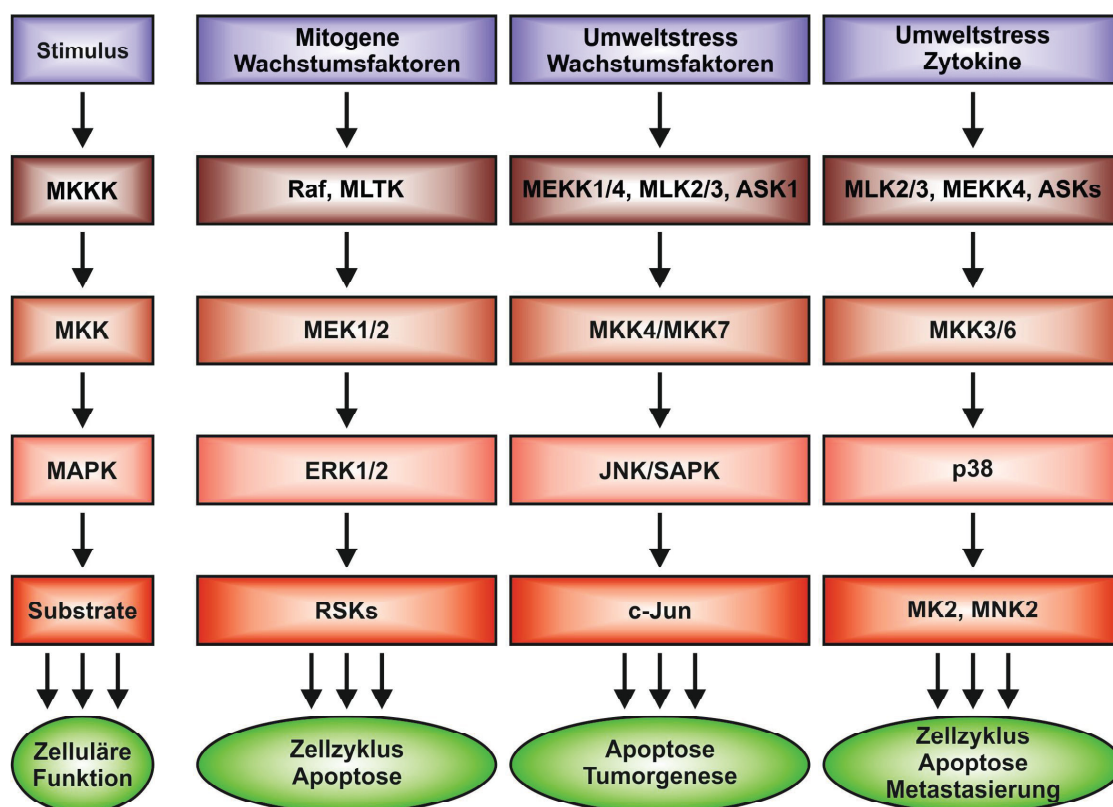 Stimulus
Mitogene
Wachstumsfaktoren
Umweltstress
Wachstumsfaktoren
Umweltstress
Zytokine
MKKK
Raf, MLTK
MEKK1/4, MLK2/3, ASK1
MLK2/3, MEKK4, ASKs
MKK
MEK1/2
MKK4/MKK7
MKK3/6
MAPK
ERK1/2
JNK/SAPK
p38
Substrate
RSKs
c-Jun
MK2, MNK2
Zelluläre
Funktion
Zellzyklus
Apoptose
Apoptose
Tumorgenese
Zellzyklus
Apoptose
Metastasierung